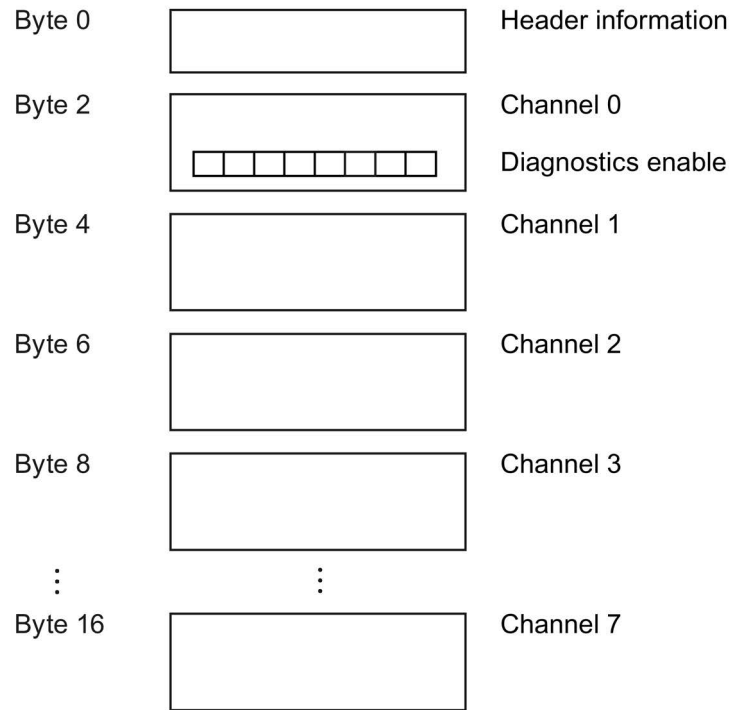 Byte 0 Header information
Byte 2 Channel 0
Diagnostics enable
Byte 4 Channel 1
Byte 6 Channel 2
Byte 8 Channel 3
⋮ ⋮
Byte 16 Channel 7